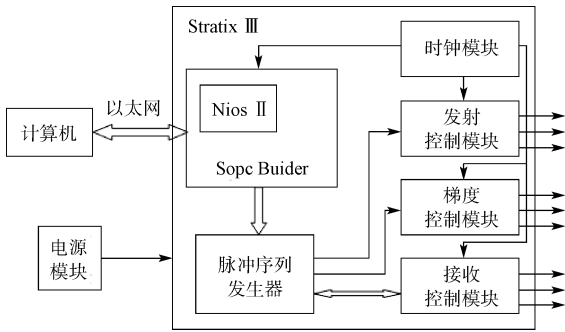 Stratix Ⅲ
时钟模块
Nios Ⅱ
以太网
计算机
发射
控制模块
Sopc Buider
梯度
控制模块
电源
模块
脉冲序列
发生器
接收
控制模块